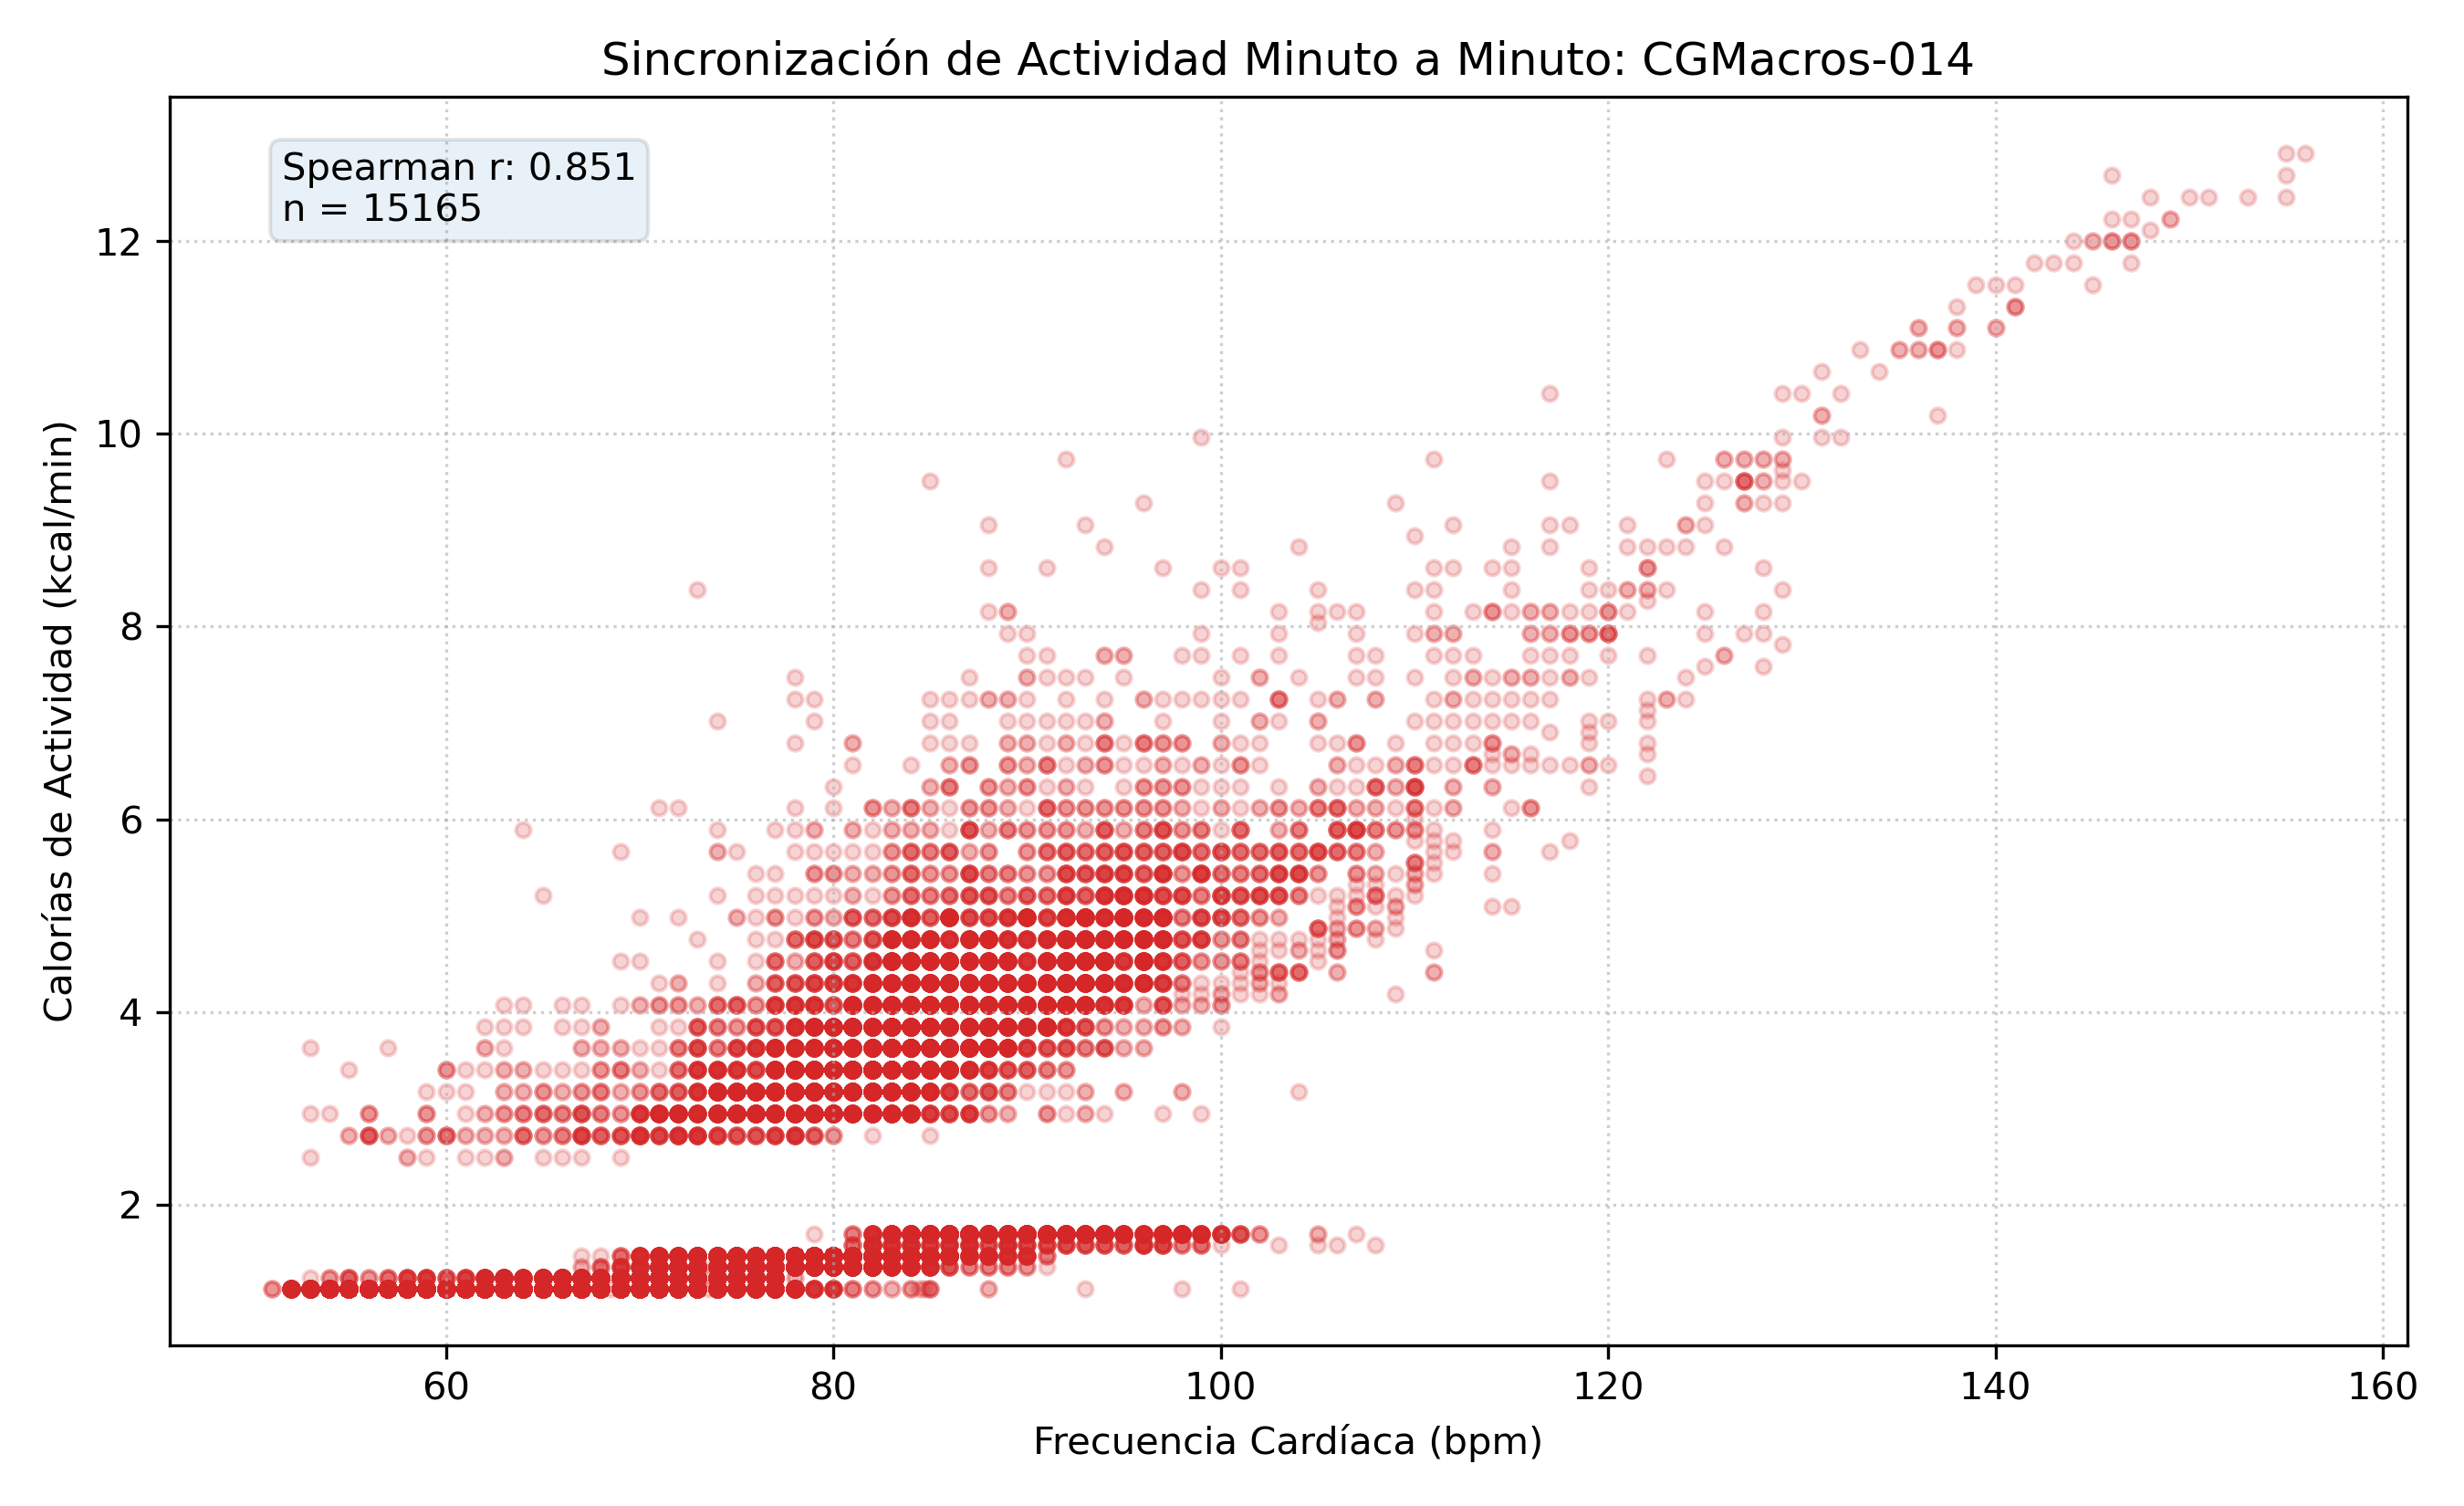 Sincronización de Actividad Minuto a Minuto: CGMacros-014
Spearman r: 0.851
n = 15165
Calorías de Actividad (kcal/min)
12
10
8
6
4
2
60
80
100
120
140
160
Frecuencia Cardíaca (bpm)